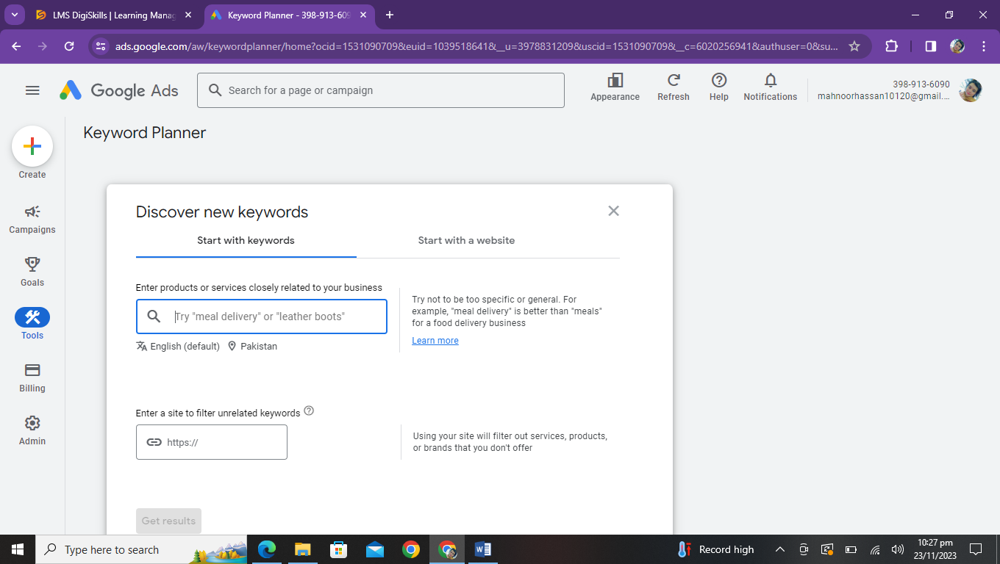 LMS DigiSkills | Learning Manag
Keyword Planner - 398-913-609
ads.google.com/aw/keywordplanner/home?ocid=1531090709&euid=1039518641&__u=3978831209&uscid=1531090709&__c=6020256941&authuser=0&su...
Google Ads
Search for a page or campaign
Appearance
Refresh
Help
Notifications
398-913-6090
mahnoorhassan10120@gmail....
Keyword Planner
Create
Campaigns
Goals
Tools
Billing
Admin
Discover new keywords
Start with keywords
Start with a website
Enter products or services closely related to your business
Try "meal delivery" or "leather boots"
English (default)
Pakistan
Try not to be too specific or general. For
example, "meal delivery" is better than "meals"
for a food delivery business
Learn more
Enter a site to filter unrelated keywords
https://
Using your site will filter out services, products,
or brands that you don't offer
Get results
Type here to search
Record high
10:27 pm
23/11/2023